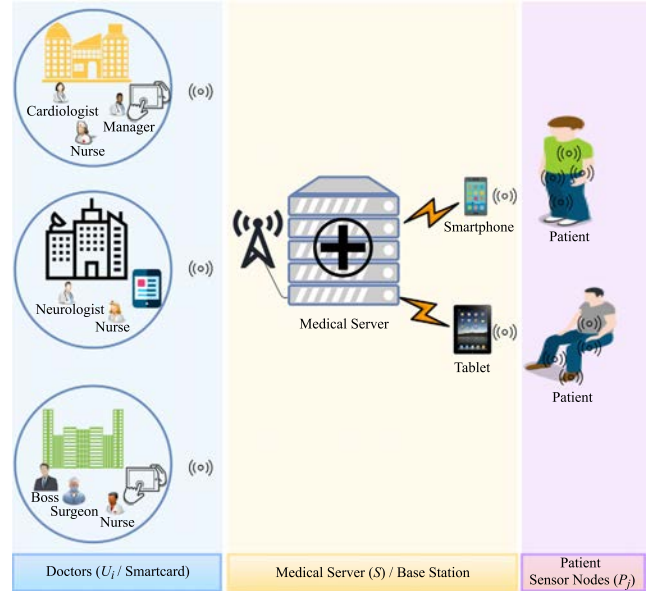 Cardiologist
Manager
Nurse
Neurologist
Nurse
Boss
Surgeon
Nurse
Medical Server
Smartphone
Tablet
Patient
Patient
Doctors (Ui / Smartcard)
Medical Server (S) / Base Station
Patient
Sensor Nodes (Pj)